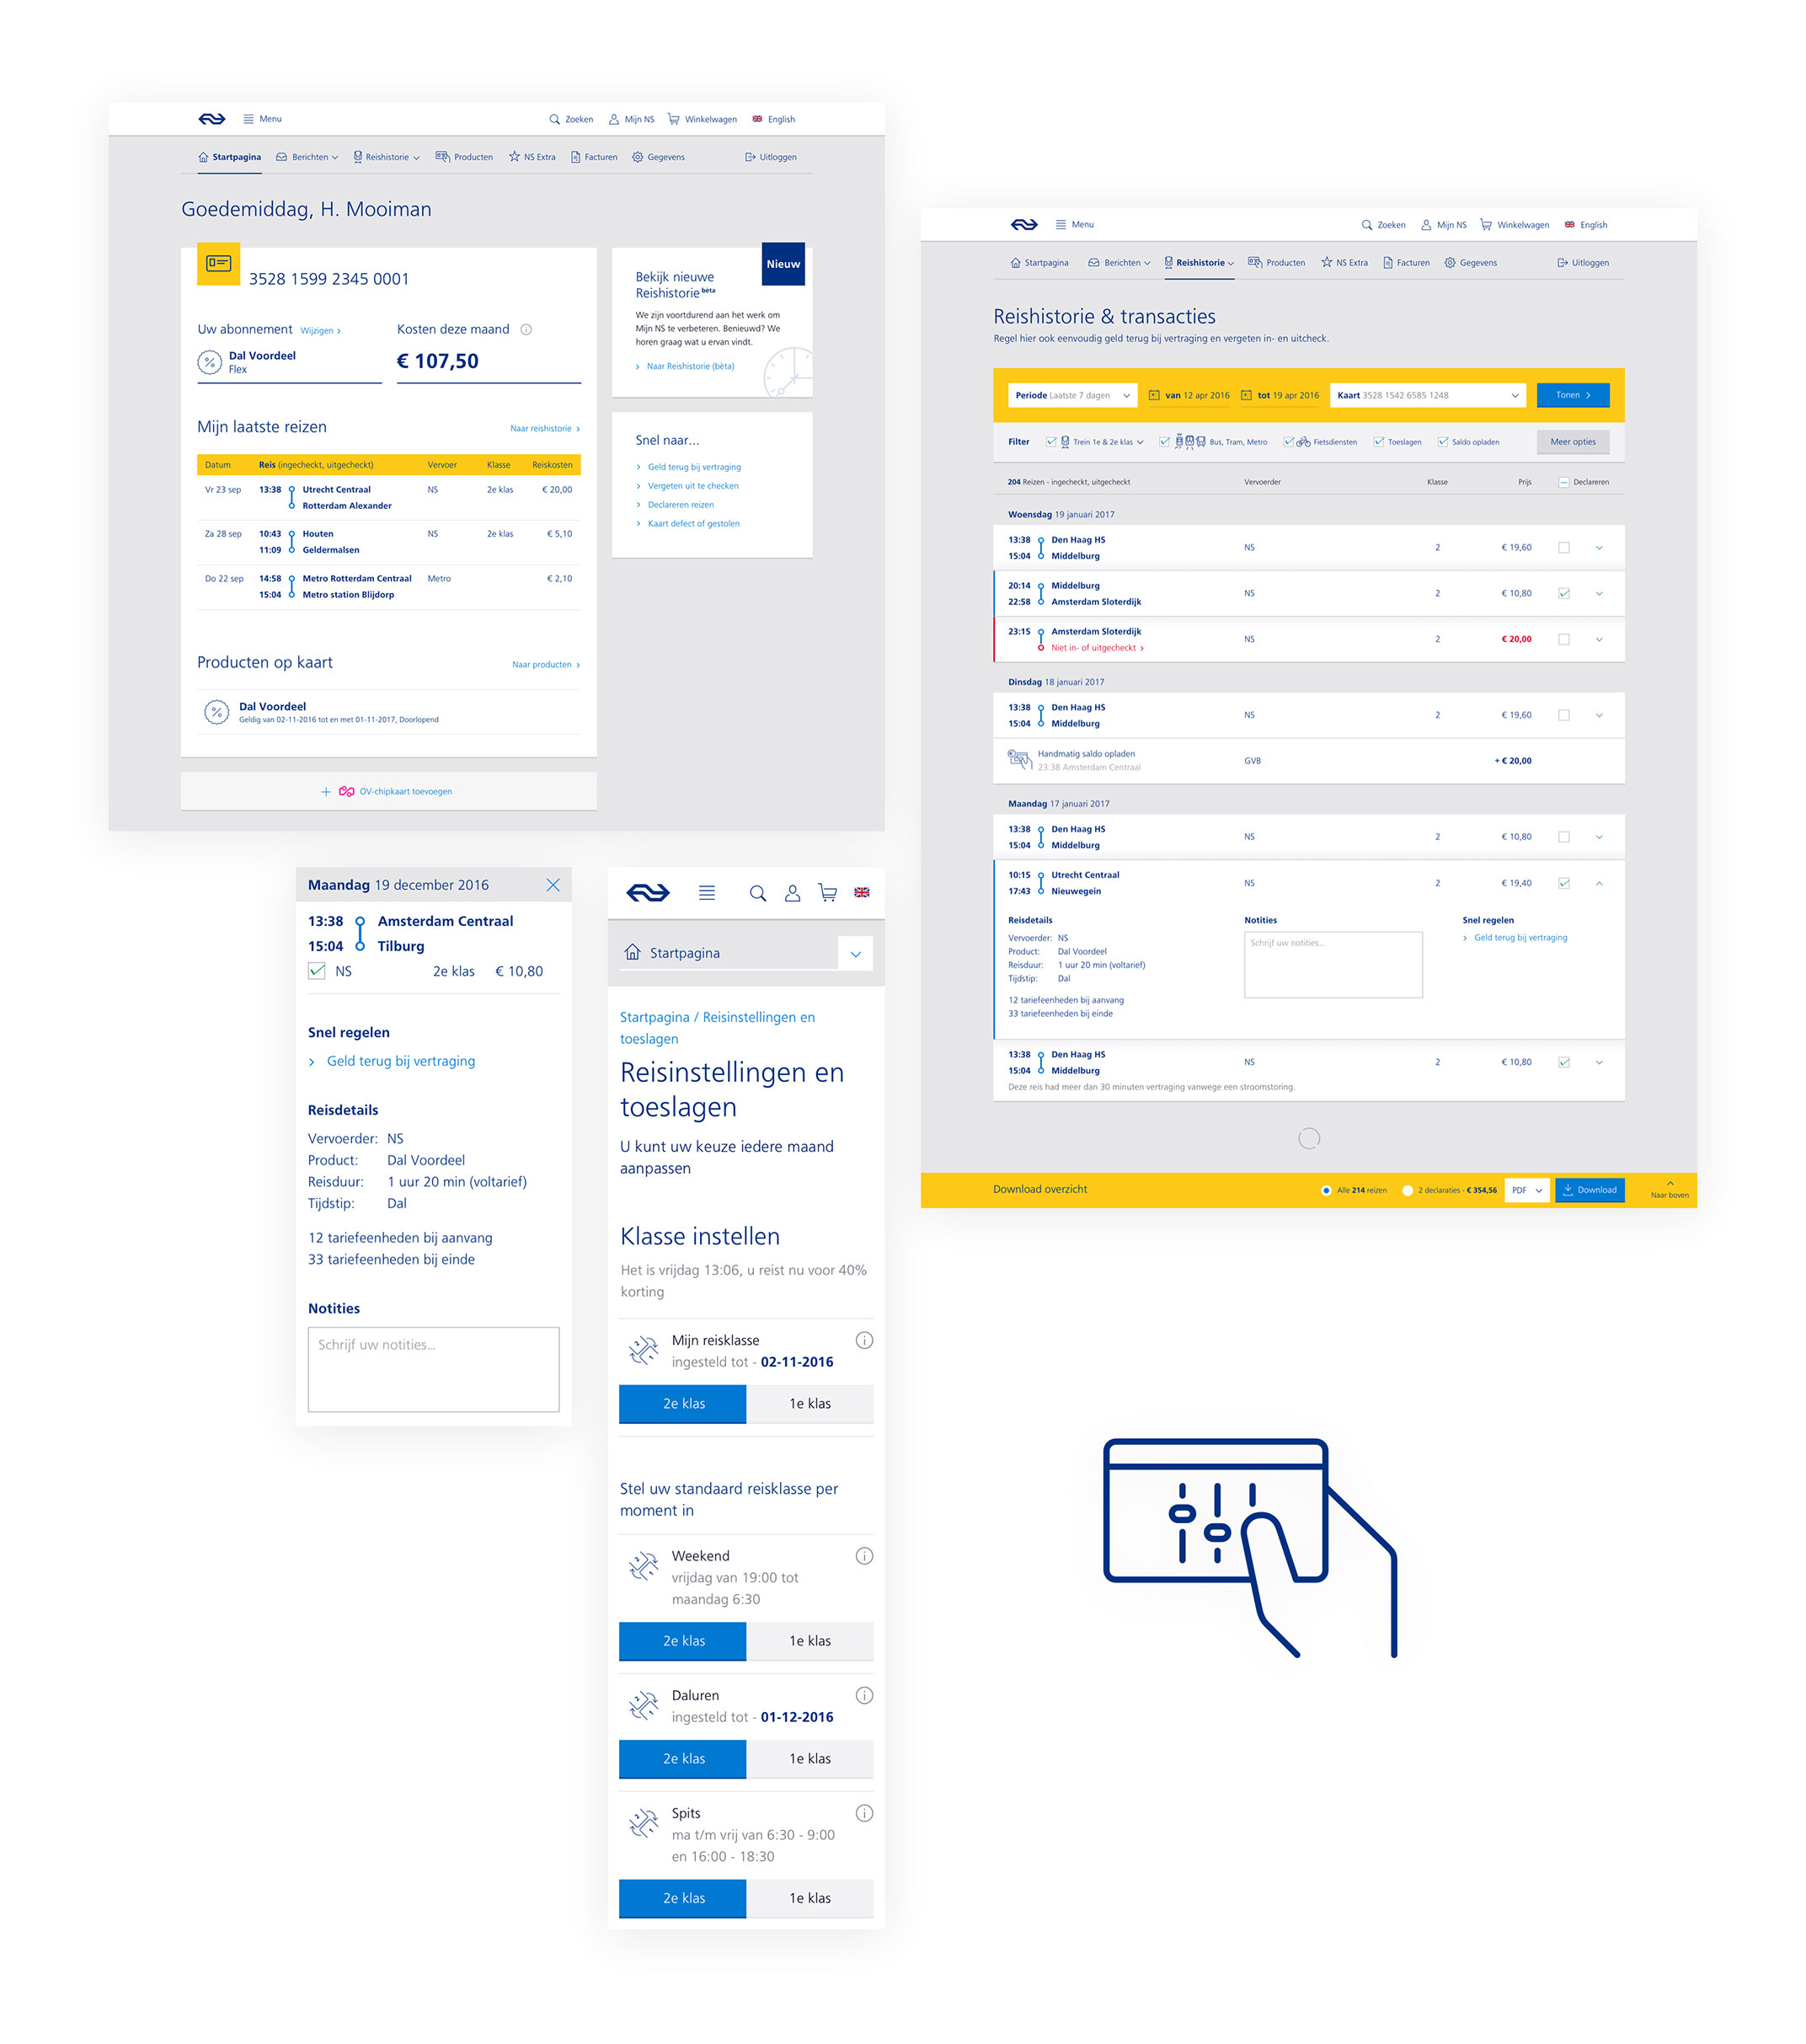 Menu
Zoeken
Mijn NS
Winkelwagen
English
Startpagina
Berichten
Reishistorie
Producten
NS Extra
Facturen
Gegevens
Uitloggen
Goedemiddag, H. Mooiman
3528 1599 2345 0001
Uw abonnement Wijzigen
Dal Voordeel
Flex
Kosten deze maand
€ 107,50
Mijn laatste reizen
Naar reishistorie
Datum Reis (ingecheckt, uitgecheckt) Vervoer Klasse Reiskosten
Vr 23 sep 13:38 Utrecht Centraal NS 2e klas € 20,00
Rotterdam Alexander
Za 28 sep 10:43 Houten NS 2e klas € 5,10
11:09 Geldermalsen
Do 22 sep 14:58 Metro Rotterdam Centraal Metro € 2,10
15:04 Metro station Blijdorp
Producten op kaart
Naar producten
Dal Voordeel
Geldig van 02-11-2016 tot en met 01-11-2017, Doorlopend
OV-chipkaart toevoegen
Nieuw
Bekijk nieuwe
Reishistorie bèta
We zijn voortdurend aan het werk om
Mijn NS te verbeteren. Benieuwd? We
horen graag wat u ervan vindt.
Naar Reishistorie (bèta)
Snel naar...
Geld terug bij vertraging
Vergeten uit te checken
Declareren reizen
Kaart defect of gestolen
Menu
Zoeken
Mijn NS
Winkelwagen
English
Startpagina
Berichten
Reishistorie
Producten
NS Extra
Facturen
Gegevens
Uitloggen
Reishistorie & transacties
Regel hier ook eenvoudig geld terug bij vertraging en vergeten in- en uitcheck.
Periode Laatste 7 dagen
van 12 apr 2016
tot 19 apr 2016
Kaart 3528 1542 6585 1248
Tonen
Filter
Trein 1e & 2e klas
Bus, Tram, Metro
Fietsdiensten
Toeslagen
Saldo opladen
Meer opties
204 Reizen - ingecheckt, uitgecheckt Vervoerder Klasse Prijs Declareren
Woensdag 19 januari 2017
13:38 Den Haag HS NS 2 € 19,60
15:04 Middelburg
20:14 Middelburg NS 2 € 10,80
22:58 Amsterdam Sloterdijk
23:15 Amsterdam Sloterdijk NS 2 € 20,00
Niet in- of uitgecheckt
Dinsdag 18 januari 2017
13:38 Den Haag HS NS 2 € 19,60
15:04 Middelburg
Handmatig saldo opladen GVB + € 20,00
23:38 Amsterdam Centraal
Maandag 17 januari 2017
13:38 Den Haag HS NS 2 € 10,80
15:04 Middelburg
10:15 Utrecht Centraal NS 2 € 19,40
17:43 Nieuwegein
Reisdetails
Vervoerder: NS
Product: Dal Voordeel
Reisduur: 1 uur 20 min (voltarief)
Tijdstip: Dal
12 tariefeenheden bij aanvang
33 tariefeenheden bij einde
Notities
Schrijf uw notities...
Snel regelen
Geld terug bij vertraging
13:38 Den Haag HS NS 2 € 10,80
15:04 Middelburg
Deze reis had meer dan 30 minuten vertraging vanwege een stroomstoring.
Download overzicht
Alle 214 reizen
2 declaraties - € 354,56
PDF
Download
Naar boven
Maandag 19 december 2016
13:38 Amsterdam Centraal
15:04 Tilburg
NS 2e klas € 10,80
Snel regelen
Geld terug bij vertraging
Reisdetails
Vervoerder: NS
Product: Dal Voordeel
Reisduur: 1 uur 20 min (voltarief)
Tijdstip: Dal
12 tariefeenheden bij aanvang
33 tariefeenheden bij einde
Notities
Schrijf uw notities...
Startpagina
Startpagina / Reisinstellingen en
toeslagen
Reisinstellingen en
toeslagen
U kunt uw keuze iedere maand
aanpassen
Klasse instellen
Het is vrijdag 13:06, u reist nu voor 40%
korting
Mijn reisklasse
ingesteld tot - 02-11-2016
2e klas 1e klas
Stel uw standaard reisklasse per
moment in
Weekend
vrijdag van 19:00 tot
maandag 6:30
2e klas 1e klas
Daluren
ingesteld tot - 01-12-2016
2e klas 1e klas
Spits
ma t/m vrij van 6:30 - 9:00
en 16:00 - 18:30
2e klas 1e klas